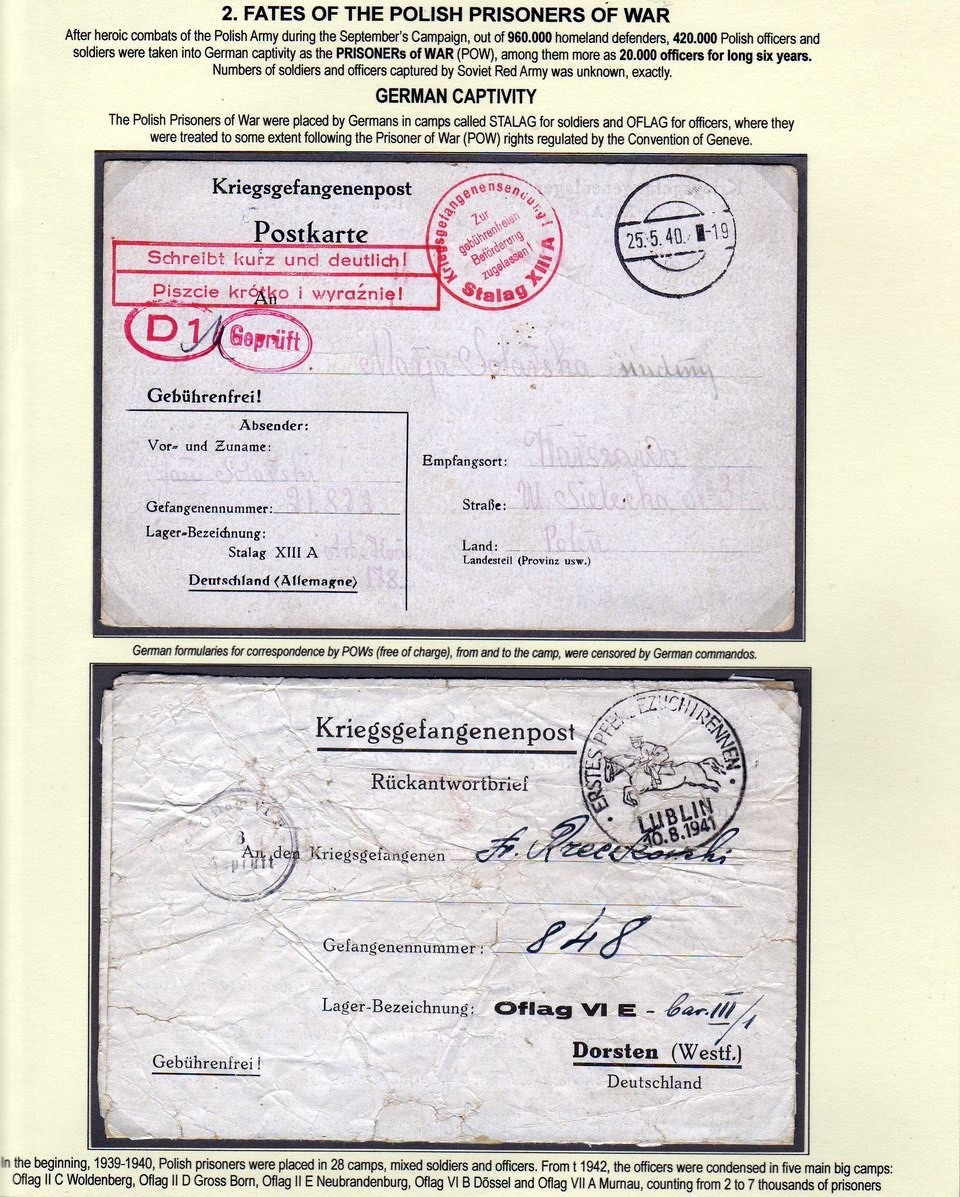 2. FATES OF THE POLISH PRISONERS OF WAR
After heroic combats of the Polish Army during the September's Campaign, out of 960.000 homeland defenders, 420.000 Polish officers and
soldiers were taken into German captivity as the PRISONERs of WAR (POW), among them more as 20.000 officers for long six years.
Numbers of soldiers and officers captured by Soviet Red Army was unknown, exactly.
GERMAN CAPTIVITY
The Polish Prisoners of War were placed by Germans in camps called STALAG for soldiers and OFLAG for officers, where they
were treated to some extent following the Prisoner of War (POW) rights regulated by the Convention of Geneve.
Kriegsgefangenenpost
Postkarte
Kriegsgefangenensendung!
Zur
gebührenfreien
Beförderung
zugelassen!
Stalag XIII A
25.5.40. -19
Schreibt kurz und deutlich!
Piszcie krótko i wyraźnie!
An
D 1
Geprüft
Marja
Gebührenfrei!
Absender:
Vor- und Zuname:
Gefangenennummer:
Lager-Bezeichnung:
Stalag XIII A
Deutschland (Allemagne)
Empfangsort: Warszawa
Straße:
Land: Polen
Landesteil (Provinz usw.)
German formularies for correspondence by POWs (free of charge), from and to the camp, were censored by German commandos.
Kriegsgefangenenpost
Rückantwortbrief
ERSTES PFERDEZUCHTRENNEN
LUBLIN
10.8.1941
Oflag VI E
3
Geprüft
An den Kriegsgefangenen
Gefangenennummer: 848
Lager-Bezeichnung: Oflag VI E - bar. III/1
Dorsten (Westf.)
Gebührenfrei!
Deutschland
In the beginning, 1939-1940, Polish prisoners were placed in 28 camps, mixed soldiers and officers. From t 1942, the officers were condensed in five main big camps:
Oflag II C Woldenberg, Oflag II D Gross Born, Oflag II E Neubrandenburg, Oflag VI B Dössel and Oflag VII A Murnau, counting from 2 to 7 thousands of prisoners